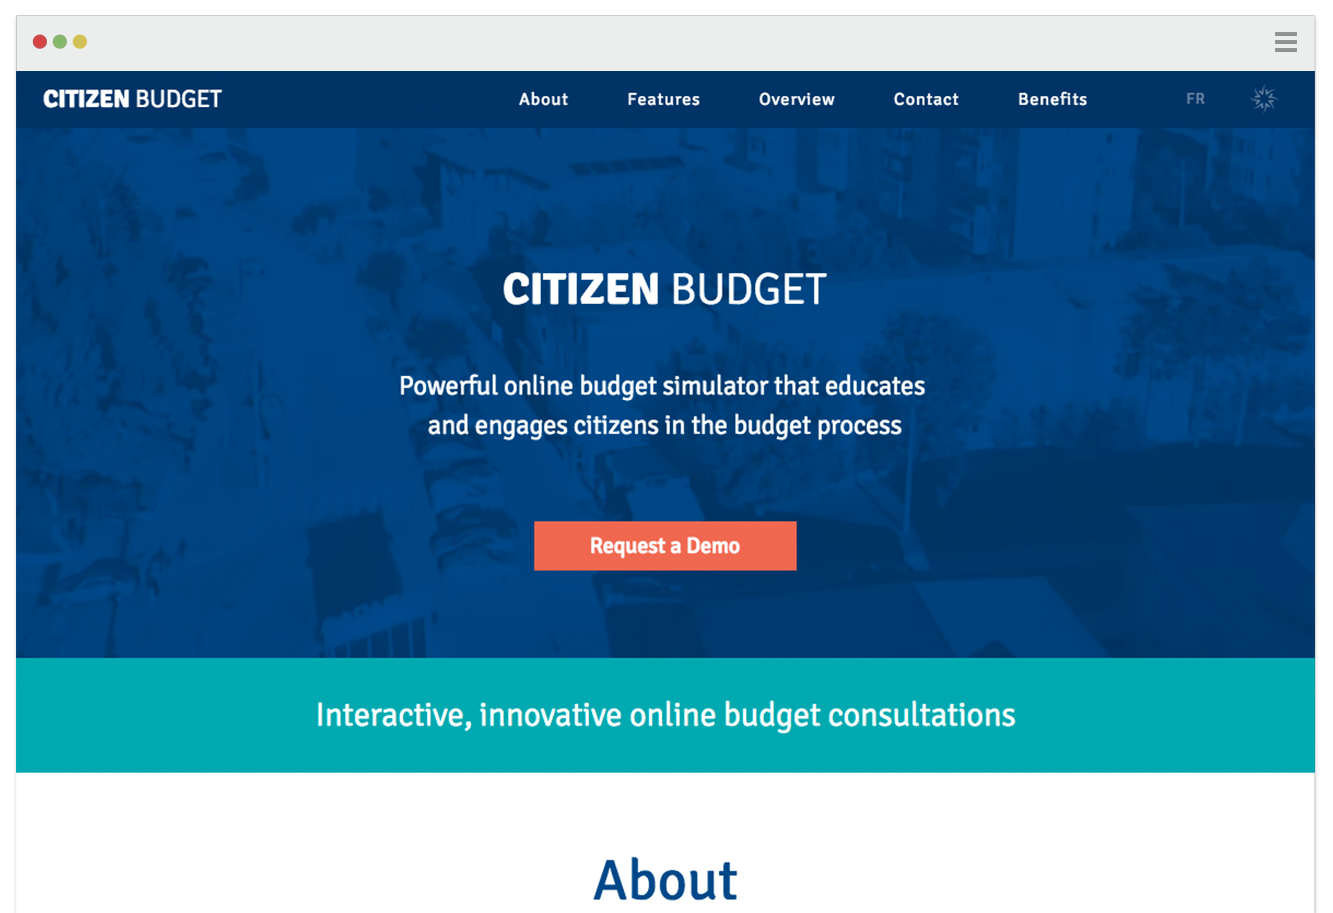 CITIZEN BUDGET
About
Features
Overview
Contact
Benefits
FR
CITIZEN BUDGET
Powerful online budget simulator that educates
and engages citizens in the budget process
Request a Demo
Interactive, innovative online budget consultations
About